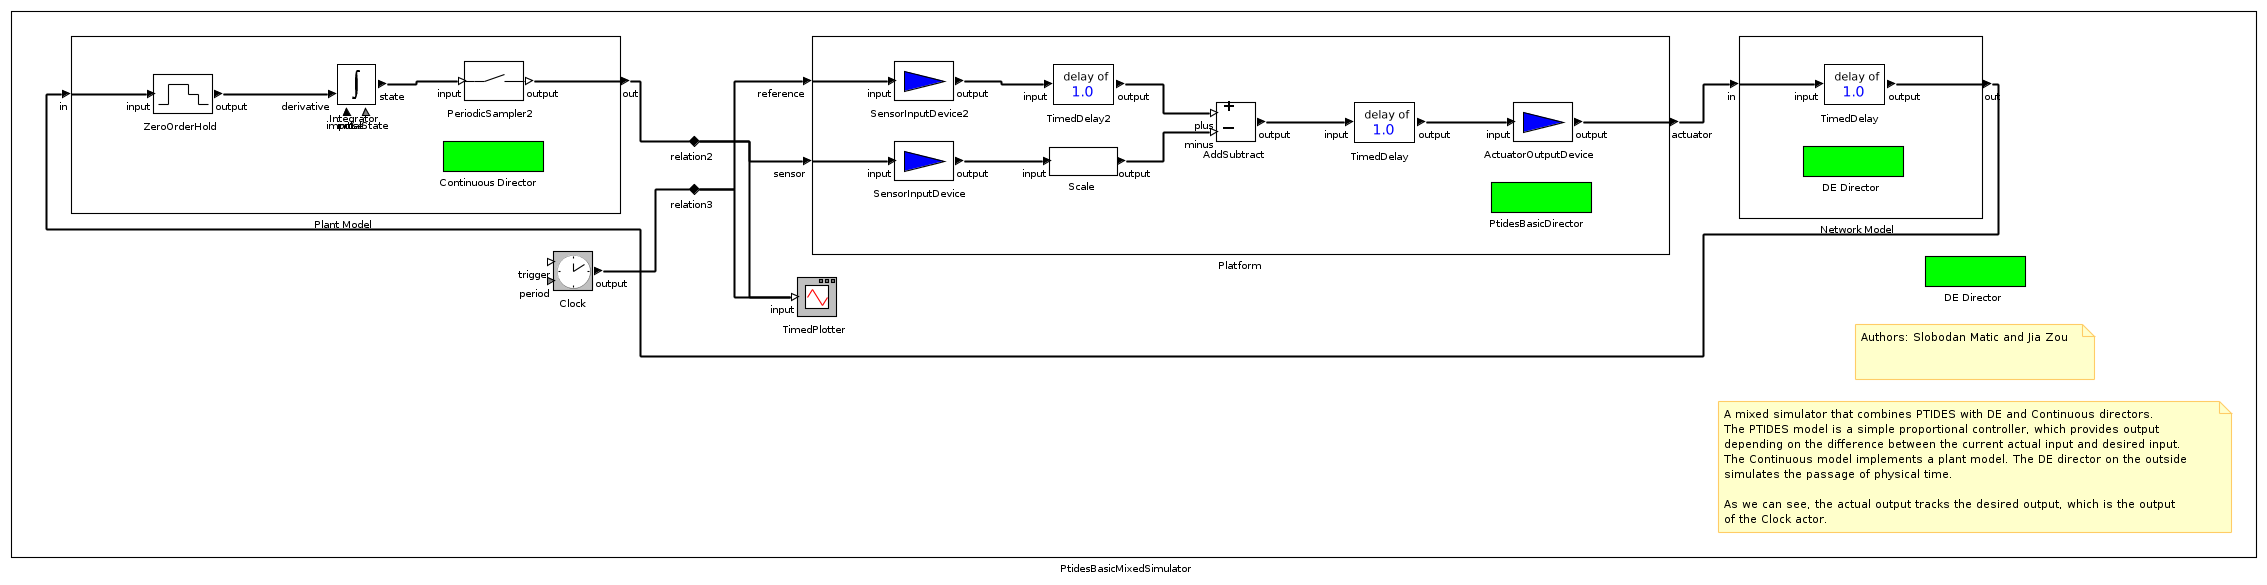 in
input
output
ZeroOrderHold
derivative
state
Integrator
input
output
PeriodicSampler2
Continuous Director
out
Plant Model
relation2
relation3
trigger
period
output
Clock
reference
sensor
input
TimedPlotter
input
output
SensorInputDevice2
input
output
SensorInputDevice
delay of
1.0
input
output
TimedDelay2
input
output
Scale
+
−
plus
minus
output
AddSubtract
delay of
1.0
input
output
TimedDelay
input
output
ActuatorOutputDevice
PtidesBasicDirector
actuator
Platform
in
delay of
1.0
input
output
TimedDelay
DE Director
out
Network Model
DE Director
Authors: Slobodan Matic and Jia Zou
A mixed simulator that combines PTIDES with DE and Continuous directors.
The PTIDES model is a simple proportional controller, which provides output
depending on the difference between the current actual input and desired input.
The Continuous model implements a plant model. The DE director on the outside
simulates the passage of physical time.
As we can see, the actual output tracks the desired output, which is the output
of the Clock actor.
PtidesBasicMixedSimulator